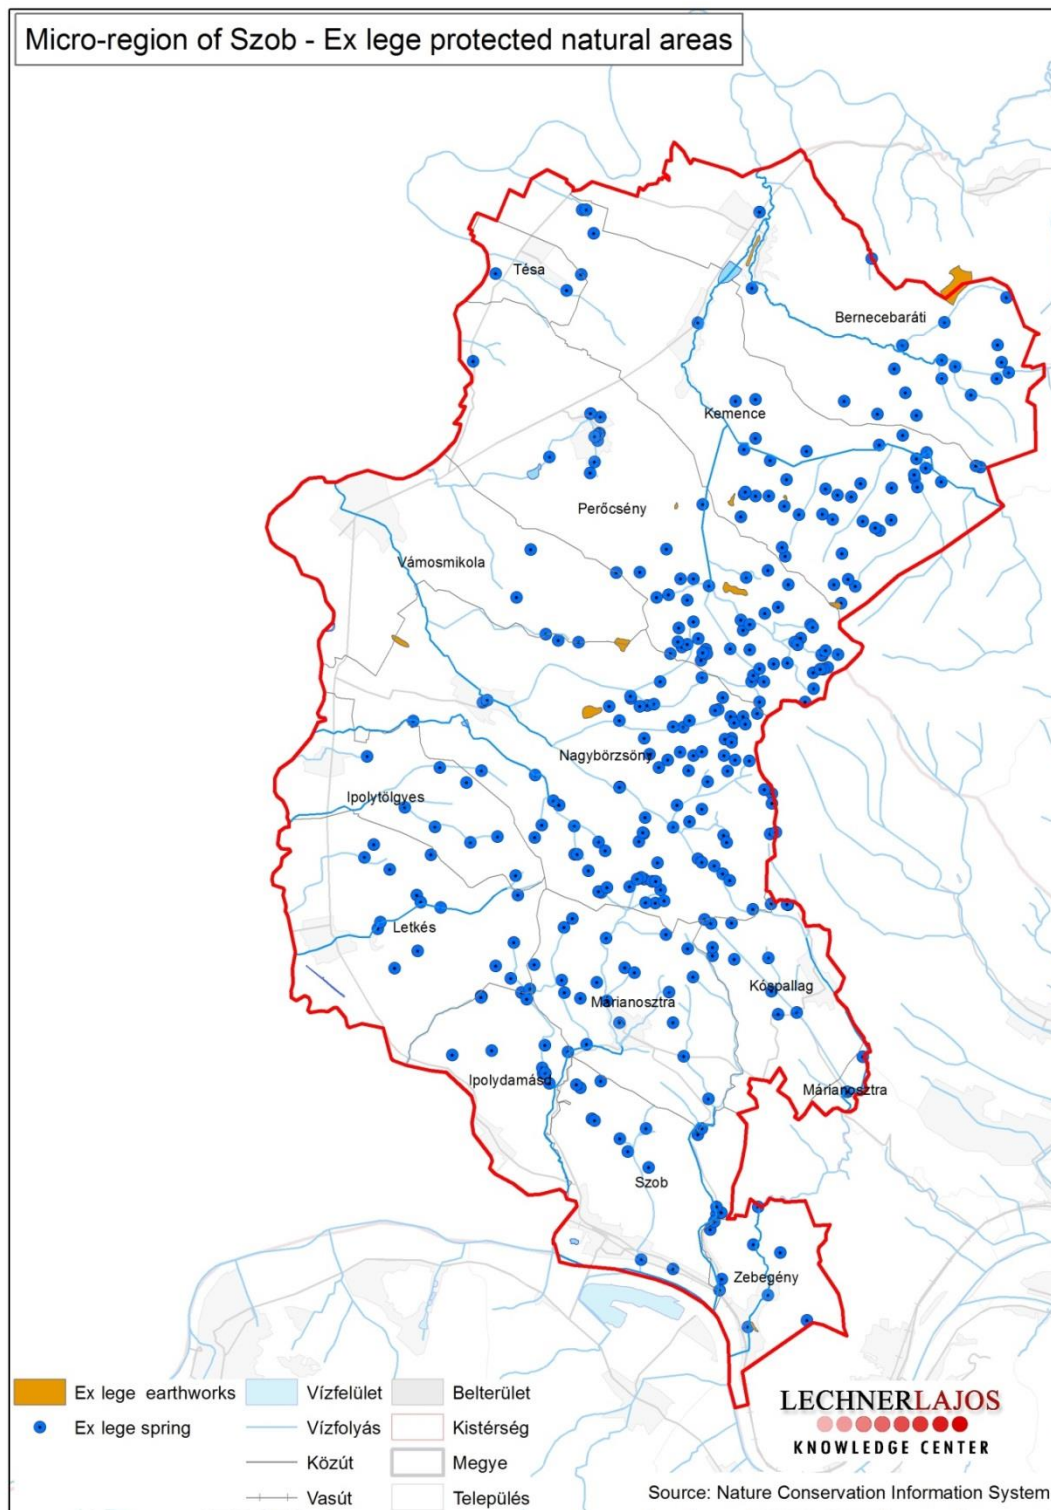 Micro-region of Szob - Ex lege protected natural areas
Tésa
Bernecebaráti
Kemence
Perőcsény
Vámosmikola
Nagybörzsöny
Ipolytölgyes
Letkés
Kóspallag
Márianosztra
Ipolydamásd
Márianosztra
Szob
Zebegény
Ex lege earthworks
Ex lege spring
Vízfelület
Vízfolyás
Közút
Vasút
Belterület
Kistérség
Megye
Település
LECHNERLAJOS
KNOWLEDGE CENTER
Source: Nature Conservation Information System